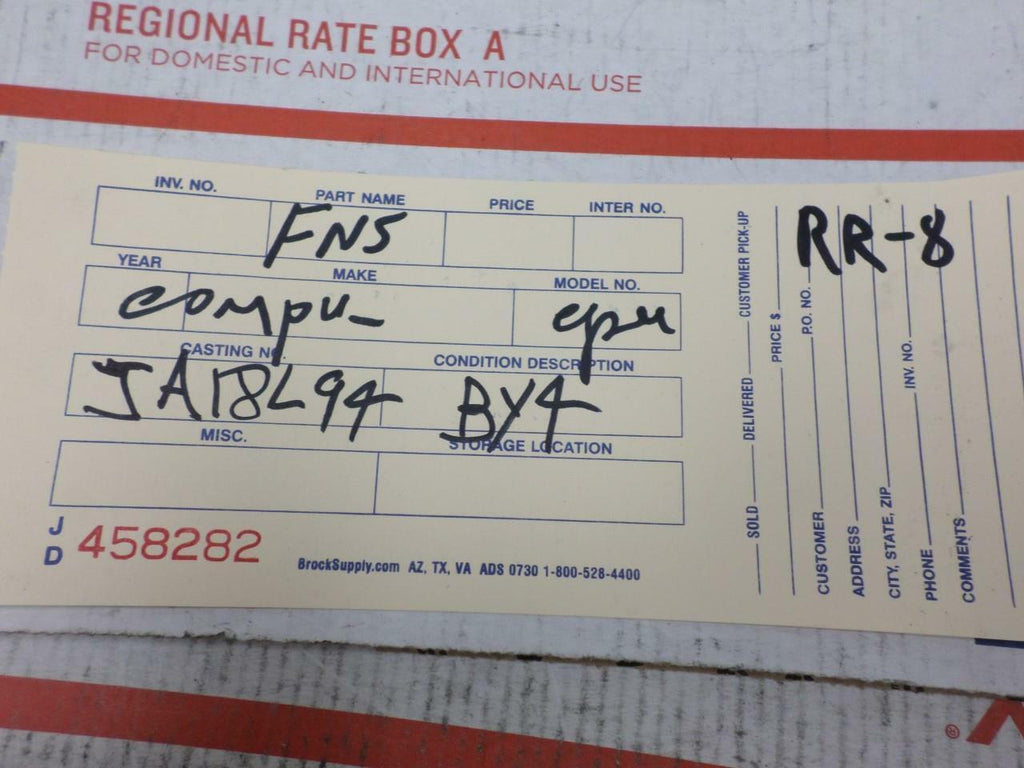 REGIONAL RATE BOX A
FOR DOMESTIC AND INTERNATIONAL USE
INV. NO. PART NAME PRICE INTER NO.
FNS
YEAR MAKE MODEL NO.
compu- cpu
CASTING NO. CONDITION DESCRIPTION
JA18L94 BY4
MISC. STORAGE LOCATION
J D 458282
BrockSupply.com AZ, TX, VA ADS 0730 1-800-528-4400
SOLD DELIVERED CUSTOMER PICK-UP
PRICE $
RR-8
CUSTOMER P.O. NO.
ADDRESS
CITY, STATE, ZIP
PHONE INV. NO.
COMMENTS
®